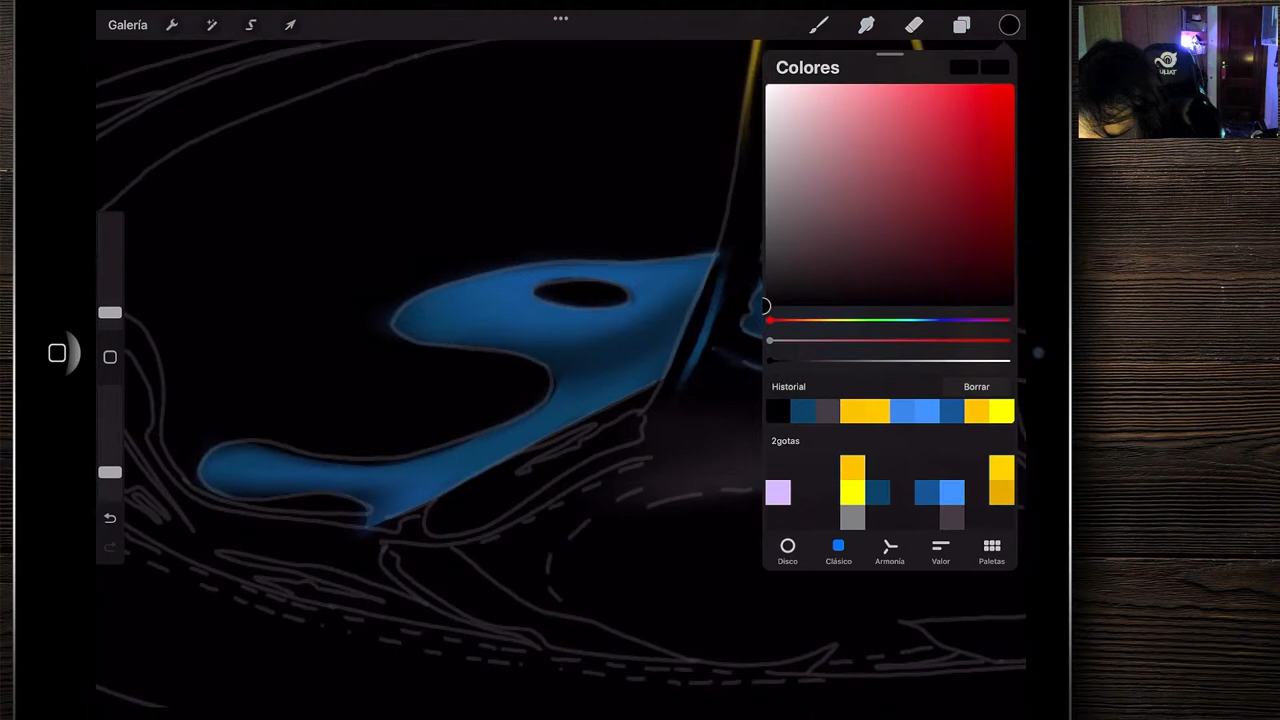 Galería
Colores
Historial
Borrar
2gotas
Disco
Clásico
Armonía
Valor
Paletas